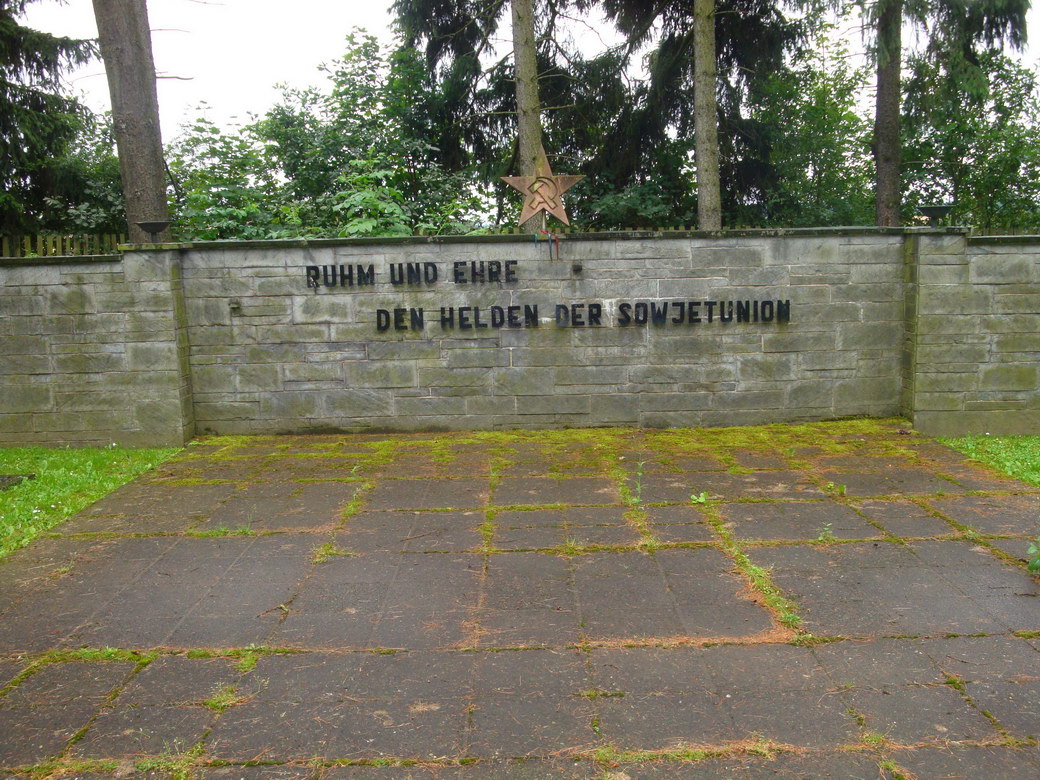 RUHM UND EHRE
DEN HELDEN DER SOWJETUNION